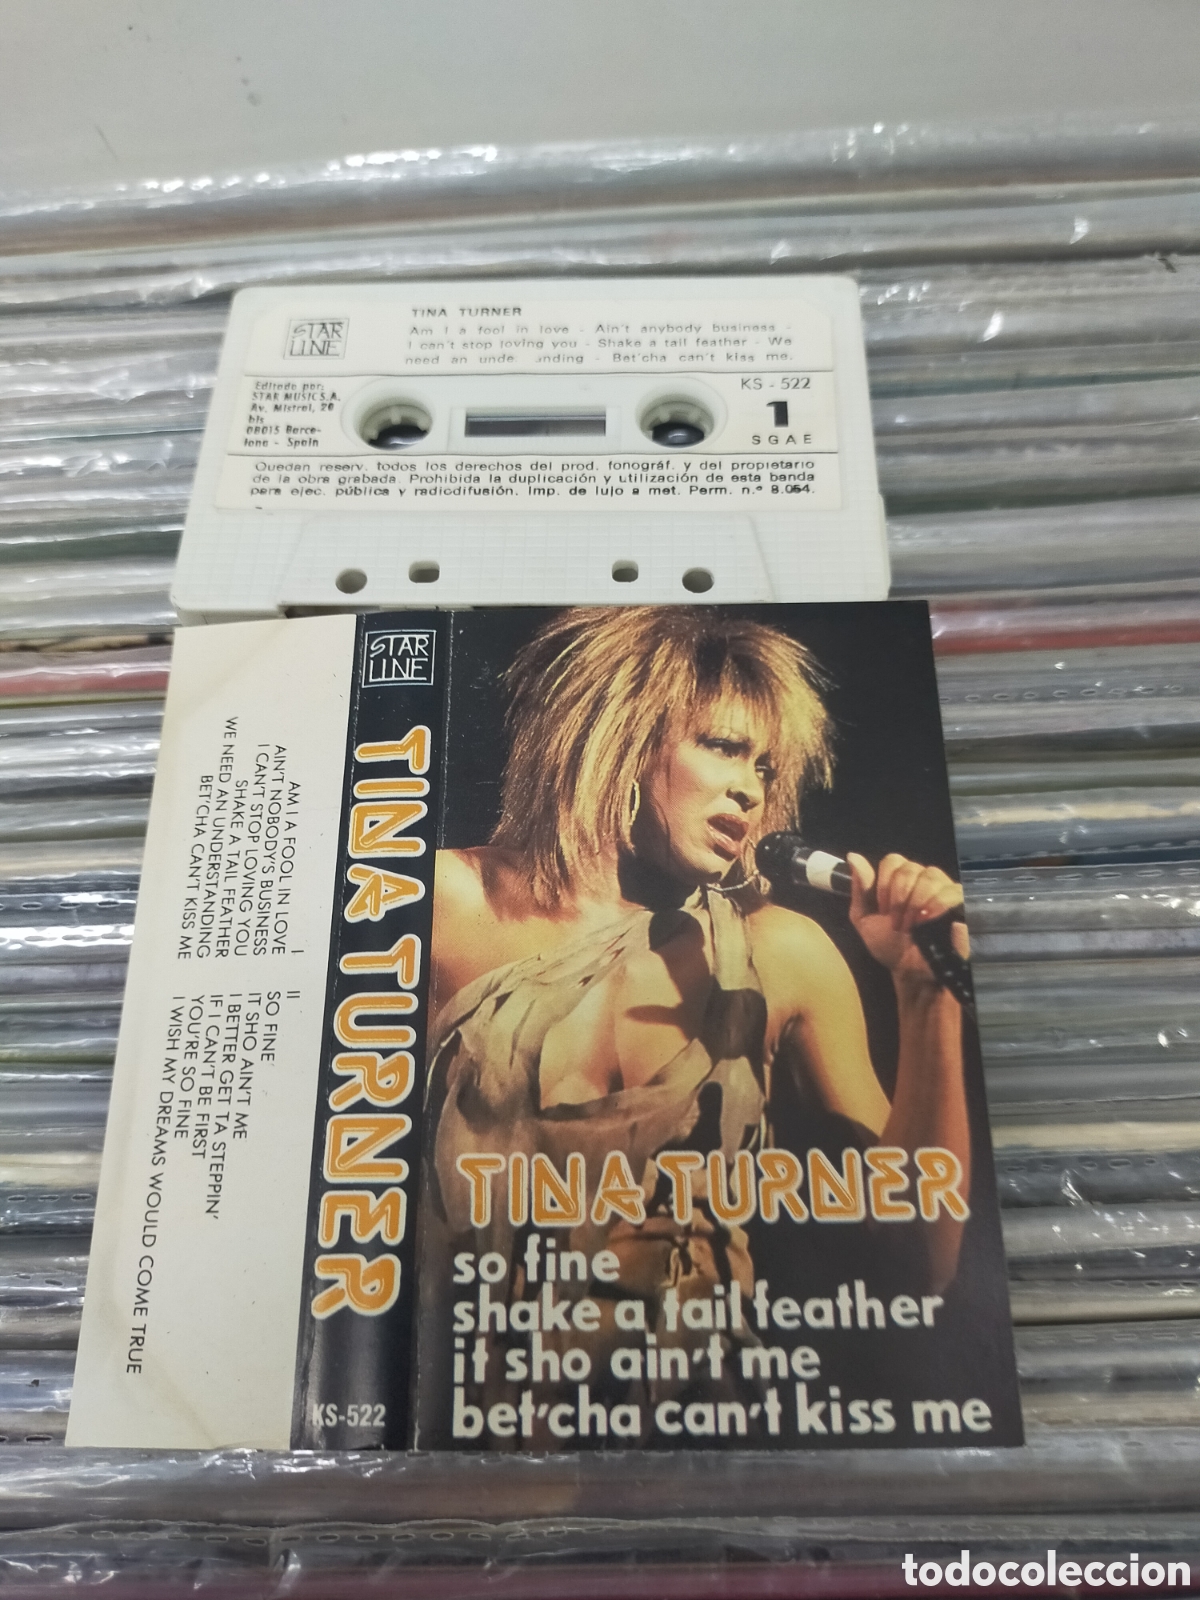 STAR
LINE
TINA TURNER
Am I a fool in love - Ain't anybody business -
I can't stop loving you - Shake a tail feather - We
need an unde nding - Bet'cha can't kiss me.
Editado por:
STAR MUSIC S.A.
Av. Mistral, 20
bis
08015 Barce-
lona - Spain
KS - 522
1
SGAE
Quedan reserv. todos los derechos del prod. fonográf. y del propietario
de la obra grabada. Prohibida la duplicación y utilización de esta banda
para ejec. pública y radiodifusión. Imp. de lujo a met. Perm. n.º 8.054.
I
AM I A FOOL IN LOVE
AIN'T NOBODY'S BUSINESS
I CAN'T STOP LOVING YOU
SHAKE A TAIL FEATHER
WE NEED AN UNDERSTANDING
BET'CHA CAN'T KISS ME
II
SO FINE
IT SHO AIN'T ME
I BETTER GET TA STEPPIN'
IF I CAN'T BE FIRST
YOU'RE SO FINE
I WISH MY DREAMS WOULD COME TRUE
STAR
LINE
TINA TURNER
KS-522
TINA TURNER
so fine
shake a tail feather
it sho ain't me
bet'cha can't kiss me
todocoleccion